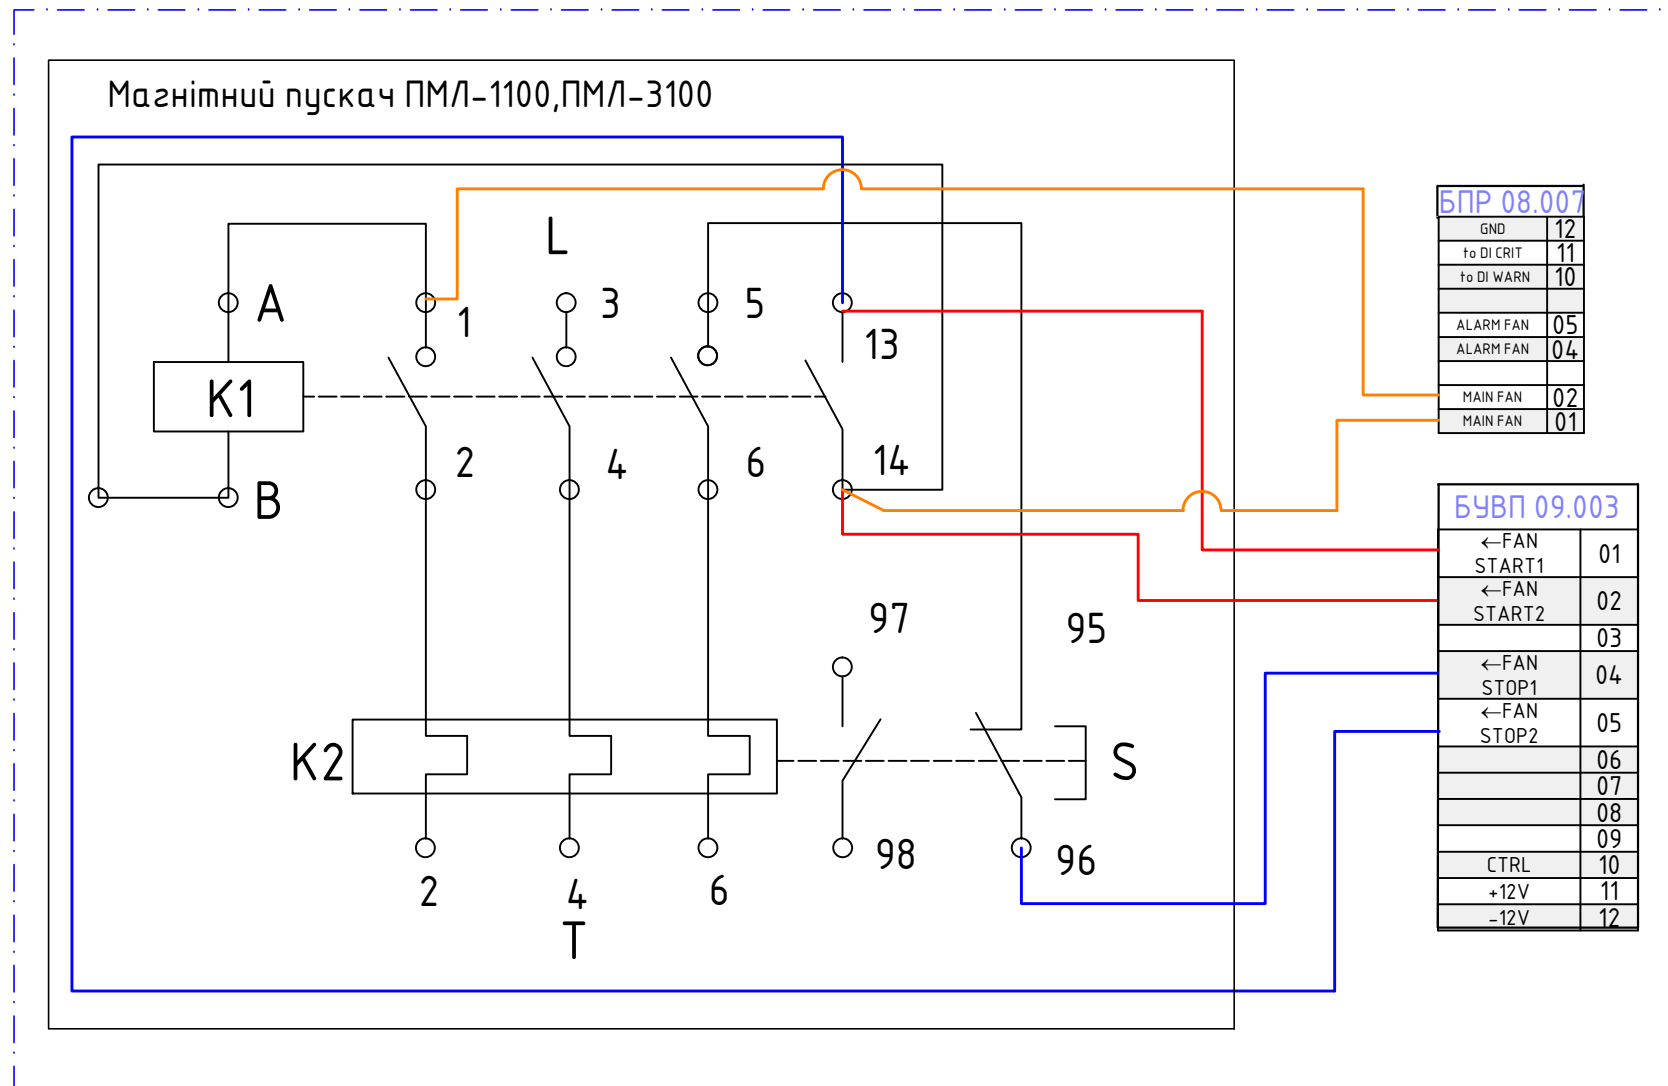 Магнітний пускач ПМЛ-1100,ПМЛ-3100
L
A
1
3
5
13
K1
2
4
6
14
B
97
95
K2
S
98
96
2
4
6
T
БПР 08.007
GND 12
to DI CRIT 11
to DI WARN 10
ALARM FAN 05
ALARM FAN 04
MAIN FAN 02
MAIN FAN 01
БУВП 09.003
←FAN
START1 01
←FAN
START2 02
03
←FAN
STOP1 04
←FAN
STOP2 05
06
07
08
09
CTRL 10
+12V 11
-12V 12